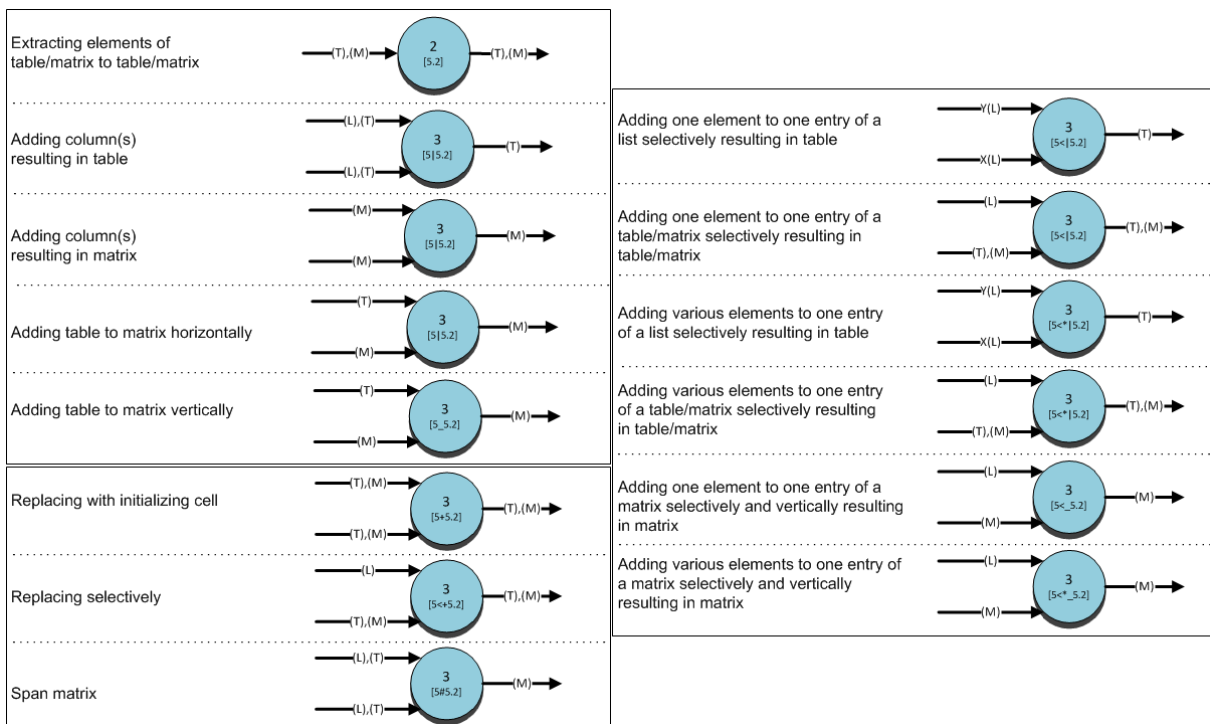 Extracting elements of
table/matrix to table/matrix
(T),(M)
2
[5.2]
(T),(M)
Adding column(s)
resulting in table
(L),(T)
(L),(T)
3
[5|5.2]
(T)
Adding column(s)
resulting in matrix
(M)
(M)
3
[5|5.2]
(M)
Adding table to matrix horizontally
(T)
(M)
3
[5|5.2]
(M)
Adding table to matrix vertically
(T)
(M)
3
[5_5.2]
(M)
Replacing with initializing cell
(T),(M)
(T),(M)
3
[5+5.2]
(T),(M)
Replacing selectively
(L)
(T),(M)
3
[5<+5.2]
(T),(M)
Span matrix
(L),(T)
(L),(T)
3
[5#5.2]
(M)
Adding one element to one entry of a
list selectively resulting in table
Y(L)
X(L)
3
[5<|5.2]
(T)
Adding one element to one entry of a
table/matrix selectively resulting in
table/matrix
(L)
(T),(M)
3
[5<|5.2]
(T),(M)
Adding various elements to one entry
of a list selectively resulting in table
Y(L)
X(L)
3
[5<*|5.2]
(T)
Adding various elements to one entry
of a table/matrix selectively resulting
in table/matrix
(L)
(T),(M)
3
[5<*|5.2]
(T),(M)
Adding one element to one entry of a
matrix selectively and vertically resulting
in matrix
(L)
(M)
3
[5<_5.2]
(M)
Adding various elements to one entry of
a matrix selectively and vertically
resulting in matrix
(L)
(M)
3
[5<*_5.2]
(M)